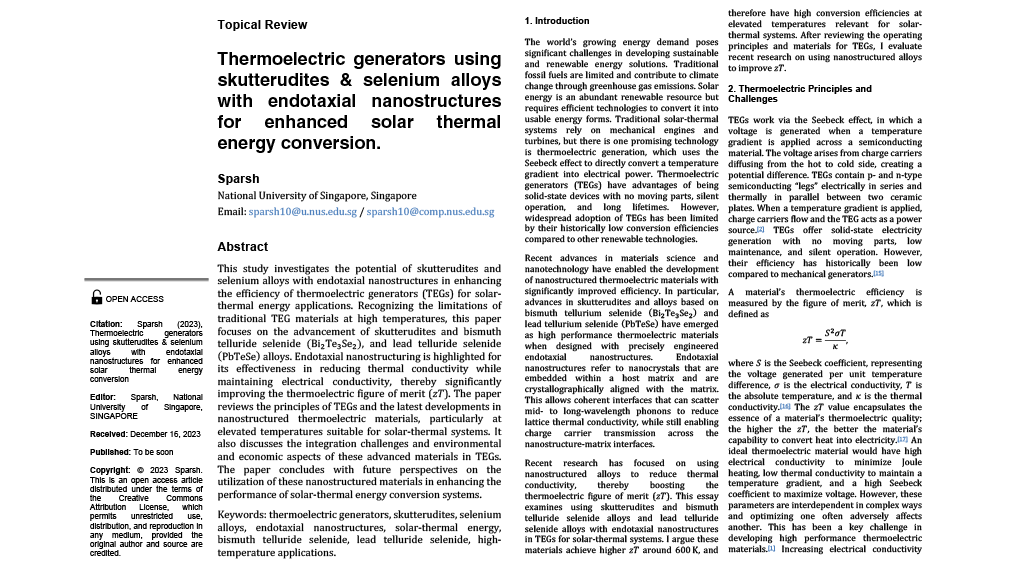 Topical Review
Thermoelectric generators using
skutterudites & selenium alloys
with endotaxial nanostructures
for enhanced solar thermal
energy conversion.
Sparsh
National University of Singapore, Singapore
Email: sparsh10@u.nus.edu.sg / sparsh10@comp.nus.edu.sg
Abstract
This study investigates the potential of skutterudites and
selenium alloys with nanostructures in enhancing
the efficiency of thermoelectric generators (TEGs) for solar-
thermal energy applications. Recognizing the limitations of
traditional TEG materials at high temperatures, this paper
focuses on the advancement of skutterudites and bismuth
telluride selenide (Bi₂Te₃Se₂), and lead telluride selenide
(PbTeSe) alloys. Endotaxial nanostructuring is highlighted for
its effectiveness in reducing thermal conductivity while
maintaining electrical conductivity, thereby significantly
improving the thermoelectric figure of merit (zT). The paper
reviews the principles of TEGs and the latest developments in
nanostructured thermoelectric materials, particularly at
elevated temperatures suitable for solar-thermal systems. It
also discusses the integration challenges and environmental
and economic aspects of these advanced materials in TEGs.
The paper concludes with future perspectives on the
utilization of these nanostructured materials in enhancing the
performance of solar-thermal energy conversion systems.
Keywords: thermoelectric generators, skutterudites, selenium
alloys, endotaxial nanostructures, solar-thermal energy,
bismuth telluride selenide, lead telluride selenide, high-
temperature applications.
OPEN ACCESS
Citation: Sparsh (2023),
Thermoelectric generators
using skutterudites & selenium
alloys with endotaxial
nanostructures for enhanced
solar thermal energy
conversion
Editor: Sparsh, National
University of Singapore,
SINGAPORE
Received: December 16, 2023
Published: To be soon
Copyright: © 2023 Sparsh.
This is an open access article
distributed under the terms of
the Creative Commons
Attribution License, which
permits unrestricted use,
distribution, and reproduction in
any medium, provided the
original author and source are
credited.
1. Introduction
The world's growing energy demand poses
significant challenges in developing sustainable
and renewable energy solutions. Traditional
fossil fuels are limited and contribute to climate
change through greenhouse gas emissions. Solar
energy is an abundant renewable resource but
requires efficient technologies to convert it into
usable energy forms. Traditional solar-thermal
systems rely on mechanical engines and
turbines, but there is one promising technology
is thermoelectric generation, which uses the
Seebeck effect to directly convert a temperature
gradient into electrical power. Thermoelectric
generators (TEGs) have advantages of being
solid-state devices with no moving parts, silent
operation, and long lifetimes. However,
widespread adoption of TEGs has been limited
by their historically low conversion efficiencies
compared to other renewable technologies.
Recent advances in materials science and
nanotechnology have enabled the development
of nanostructured thermoelectric materials with
significantly improved efficiency. In particular,
advances in skutterudites and alloys based on
bismuth tellurium selenide (Bi₂Te₃Se₂) and
lead tellurium selenide (PbTeSe) have emerged
as high performance thermoelectric materials
when designed with precisely engineered
endotaxial nanostructures. Endotaxial
nanostructures refer to nanocrystals that are
embedded within a host matrix and are
crystallographically aligned with the matrix.
This allows coherent interfaces that can scatter
mid- to long-wavelength phonons to reduce
lattice thermal conductivity, while still enabling
charge carrier transmission across the
nanostructure-matrix interfaces.
Recent research has focused on using
nanostructured alloys to reduce thermal
conductivity, thereby boosting the
thermoelectric figure of merit (zT). This essay
examines using skutterudites and bismuth
telluride selenide alloys and lead telluride
selenide alloys with endotaxial nanostructures
in TEGs for solar-thermal systems. I argue these
materials achieve higher zT around 600 K, and
therefore have high conversion efficiencies at
elevated temperatures relevant for solar-
thermal systems. After reviewing the operating
principles and materials for TEGs, I evaluate
recent research on using nanostructured alloys
to improve zT.
2. Thermoelectric Principles and
Challenges
TEGs work via the Seebeck effect, in which a
voltage is generated when a temperature
gradient is applied across a semiconducting
material. The voltage arises from charge carriers
diffusing from the hot to cold side, creating a
potential difference. TEGs contain p- and n-type
semiconducting "legs" electrically in series and
thermally in parallel between two ceramic
plates. When a temperature gradient is applied,
charge carriers flow and the TEG acts as a power
source.[2] TEGs offer solid-state electricity
generation with no moving parts, low
maintenance, and silent operation. However,
their efficiency has historically been low
compared to mechanical generators.[15]
A material's thermoelectric efficiency is
measured by the figure of merit, zT, which is
defined as
zT = S²σT/κ,
where S is the Seebeck coefficient, representing
the voltage generated per unit temperature
difference, σ is the electrical conductivity, T is
the absolute temperature, and κ is the thermal
conductivity.[16] The zT value encapsulates the
essence of a material's thermoelectric quality;
the higher the zT, the better the material's
capability to convert heat into electricity.[17] An
ideal thermoelectric material would have high
electrical conductivity to minimize Joule
heating, low thermal conductivity to maintain a
temperature gradient, and a high Seebeck
coefficient to maximize voltage. However, these
parameters are interdependent in complex ways
and optimizing one often adversely affects
another. This has been a key challenge in
developing high performance thermoelectric
materials.[1] Increasing electrical conductivity